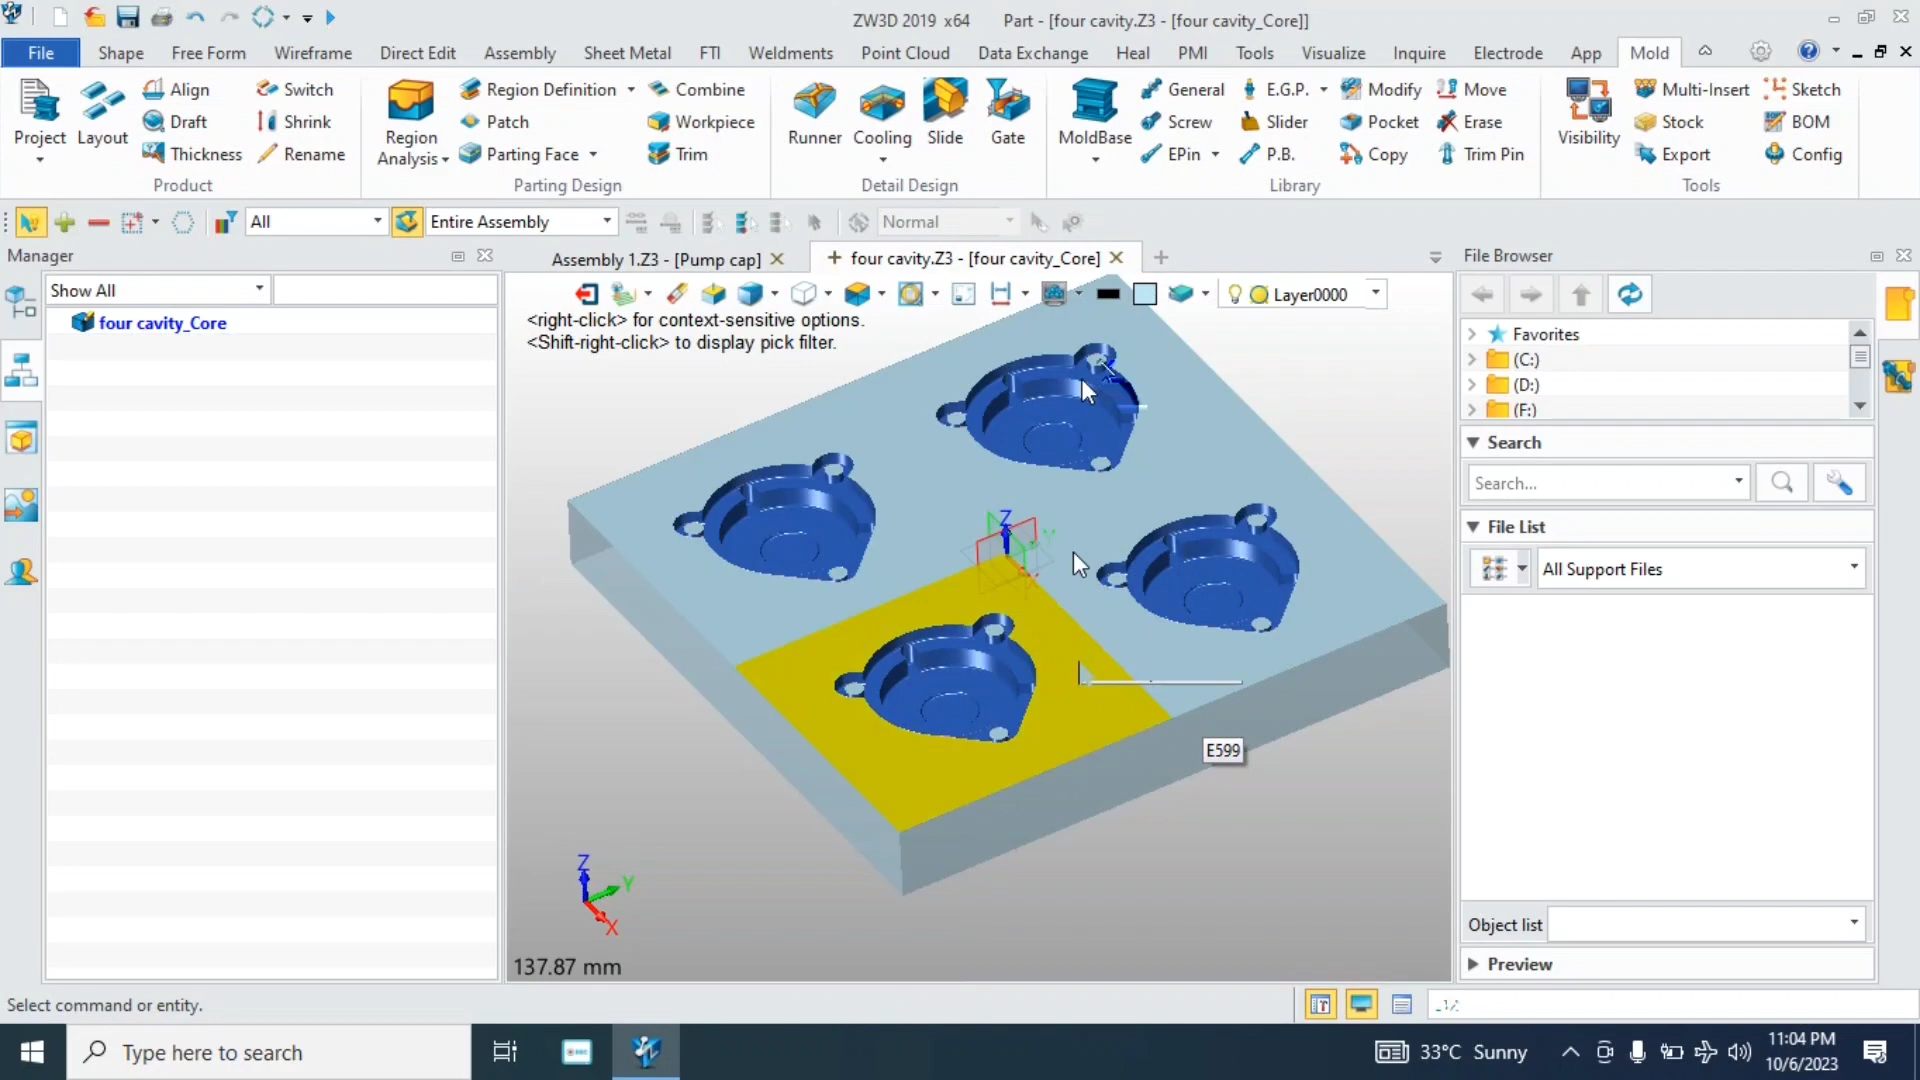 ZW3D 2019 x64 Part - [four cavity.Z3 - [four cavity_Core]]
File Shape Free Form Wireframe Direct Edit Assembly Sheet Metal FTI Weldments Point Cloud Data Exchange Heal PMI Tools Visualize Inquire Electrode App Mold
Project Layout Align Draft Thickness Switch Shrink Rename
Product
Region Analysis Region Definition Patch Parting Face Combine Workpiece Trim
Parting Design
Runner Cooling Slide Gate
Detail Design
MoldBase General Screw EPin E.G.P. Slider P.B. Modify Pocket Copy Move Erase Trim Pin
Library
Visibility Multi-Insert Stock Export Sketch BOM Config
Tools
All Entire Assembly Normal
Manager
Show All
four cavity_Core
Assembly 1.Z3 - [Pump cap]
four cavity.Z3 - [four cavity_Core]
Layer0000
<right-click> for context-sensitive options.
<Shift-right-click> to display pick filter.
Z
E599
Z
Y
X
137.87 mm
File Browser
Favorites
(C:)
(D:)
(F:)
Search
Search...
File List
All Support Files
Object list
Preview
Select command or entity.
Type here to search
33°C Sunny
11:04 PM
10/6/2023